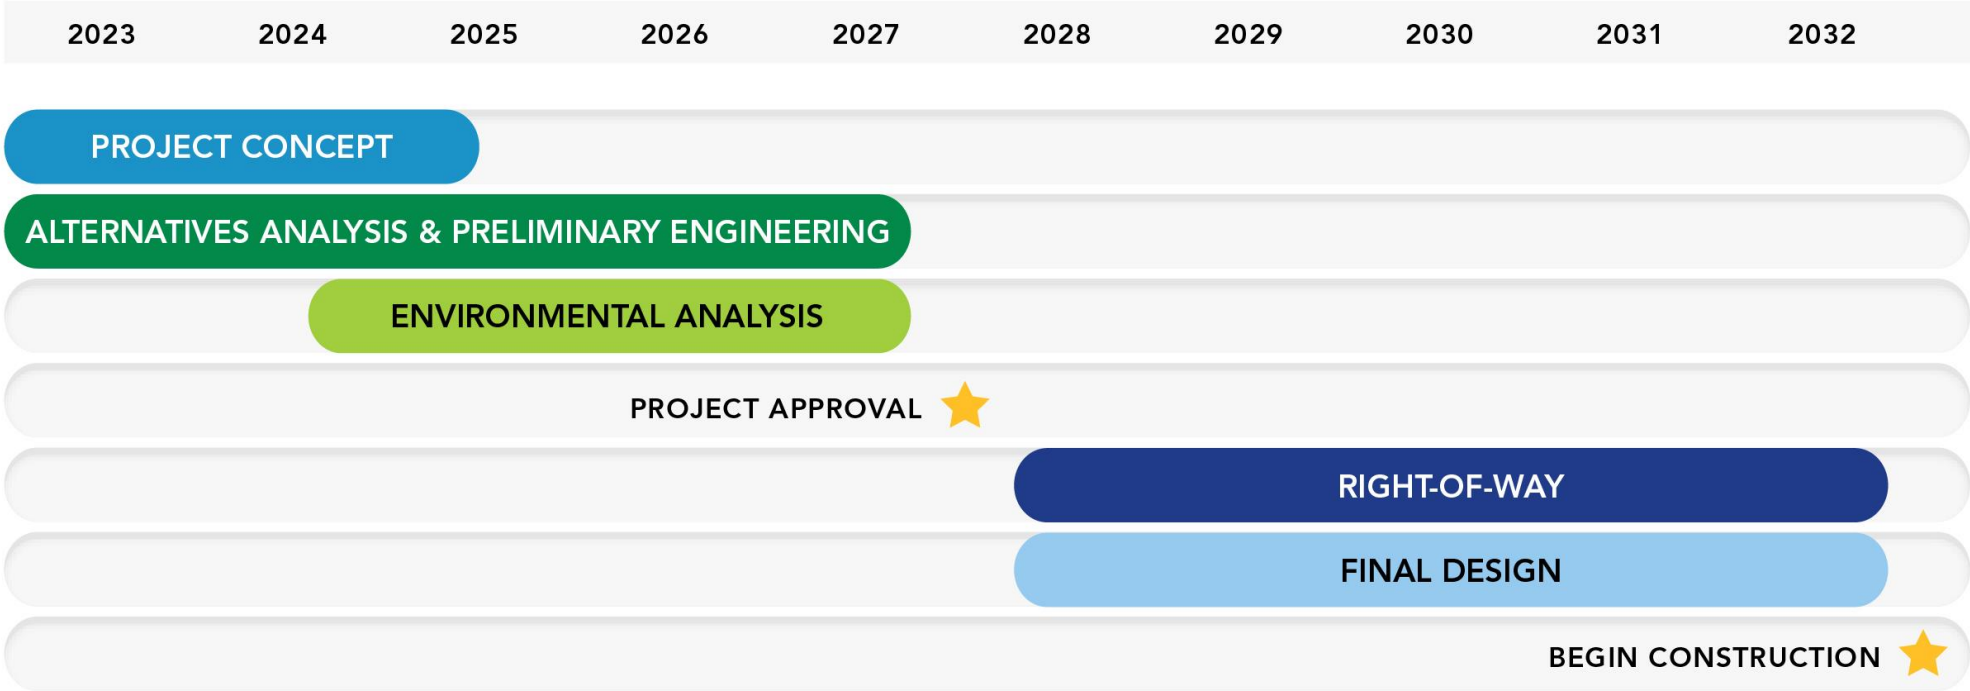 2023 2024 2025 2026 2027 2028 2029 2030 2031 2032
PROJECT CONCEPT
ALTERNATIVES ANALYSIS & PRELIMINARY ENGINEERING
ENVIRONMENTAL ANALYSIS
PROJECT APPROVAL
RIGHT-OF-WAY
FINAL DESIGN
BEGIN CONSTRUCTION